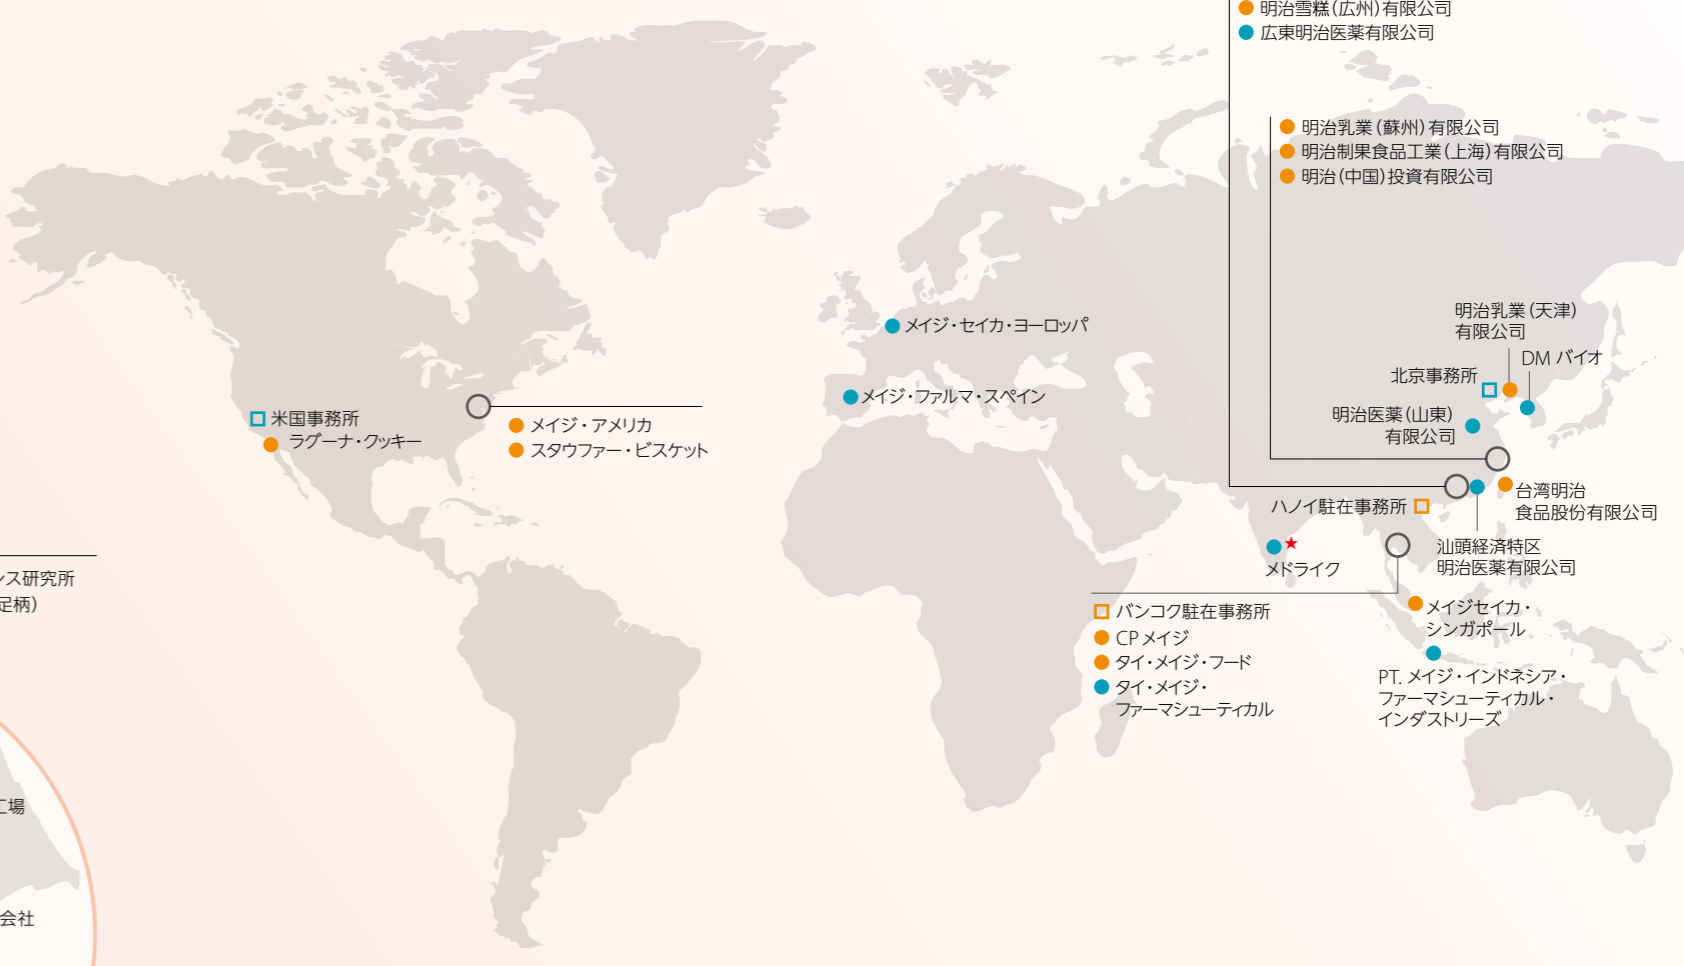 明治雪糕(広州)有限公司
広東明治医薬有限公司
明治乳業(蘇州)有限公司
明治制果食品工業(上海)有限公司
明治(中国)投資有限公司
明治乳業(天津)
有限公司
DM バイオ
北京事務所
明治医薬(山東)
有限公司
メイジ・セイカ・ヨーロッパ
メイジ・ファルマ・スペイン
米国事務所
ラグーナ・クッキー
メイジ・アメリカ
スタウファー・ビスケット
台湾明治
食品股份有限公司
ハノイ駐在事務所
汕頭経済特区
明治医薬有限公司
メドライク
バンコク駐在事務所
CP メイジ
タイ・メイジ・フード
タイ・メイジ・
ファーマシューティカル
メイジセイカ・
シンガポール
PT. メイジ・インドネシア・
ファーマシューティカル・
インダストリーズ
ンス研究所
足柄)
工場
会社